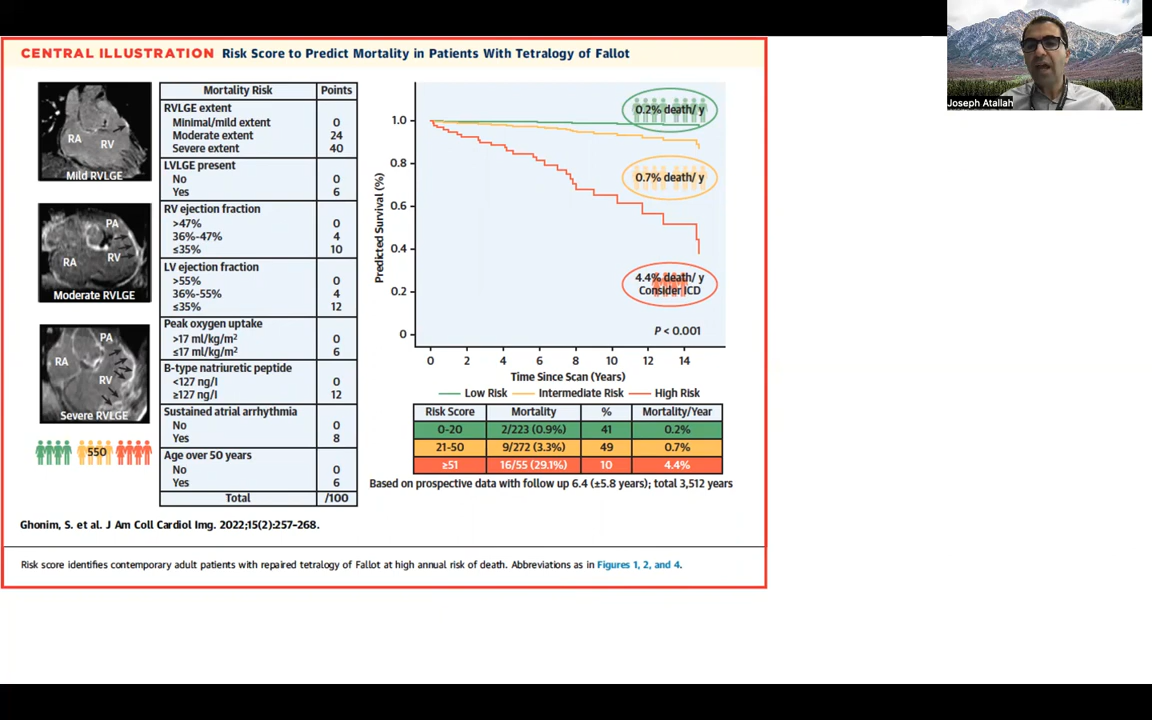 CENTRAL ILLUSTRATION Risk Score to Predict Mortality in Patients With Tetralogy of Fallot
Joseph Atallah
RA
RV
Mild RVLGE
PA
RA
RV
Moderate RVLGE
PA
RA
RV
Severe RVLGE
550
Mortality Risk Points
RVLGE extent
Minimal/mild extent 0
Moderate extent 24
Severe extent 40
LVLGE present
No 0
Yes 6
RV ejection fraction
>47% 0
36%-47% 4
≤35% 10
LV ejection fraction
>55% 0
36%-55% 4
≤35% 12
Peak oxygen uptake
>17 ml/kg/m² 0
≤17 ml/kg/m² 6
B-type natriuretic peptide
<127 ng/l 0
≥127 ng/l 12
Sustained atrial arrhythmia
No 0
Yes 8
Age over 50 years
No 0
Yes 6
Total /100
Predicted Survival (%)
1.0
0.8
0.6
0.4
0.2
0
0.2% death/ y
0.7% death/ y
4.4% death/ y
Consider ICD
P < 0.001
0 2 4 6 8 10 12 14
Time Since Scan (Years)
Low Risk Intermediate Risk High Risk
Risk Score Mortality % Mortality/Year
0-20 2/223 (0.9%) 41 0.2%
21-50 9/272 (3.3%) 49 0.7%
≥51 16/55 (29.1%) 10 4.4%
Based on prospective data with follow up 6.4 (±5.8 years); total 3,512 years
Ghonim, S. et al. J Am Coll Cardiol Img. 2022;15(2):257-268.
Risk score identifies contemporary adult patients with repaired tetralogy of Fallot at high annual risk of death. Abbreviations as in Figures 1, 2, and 4.